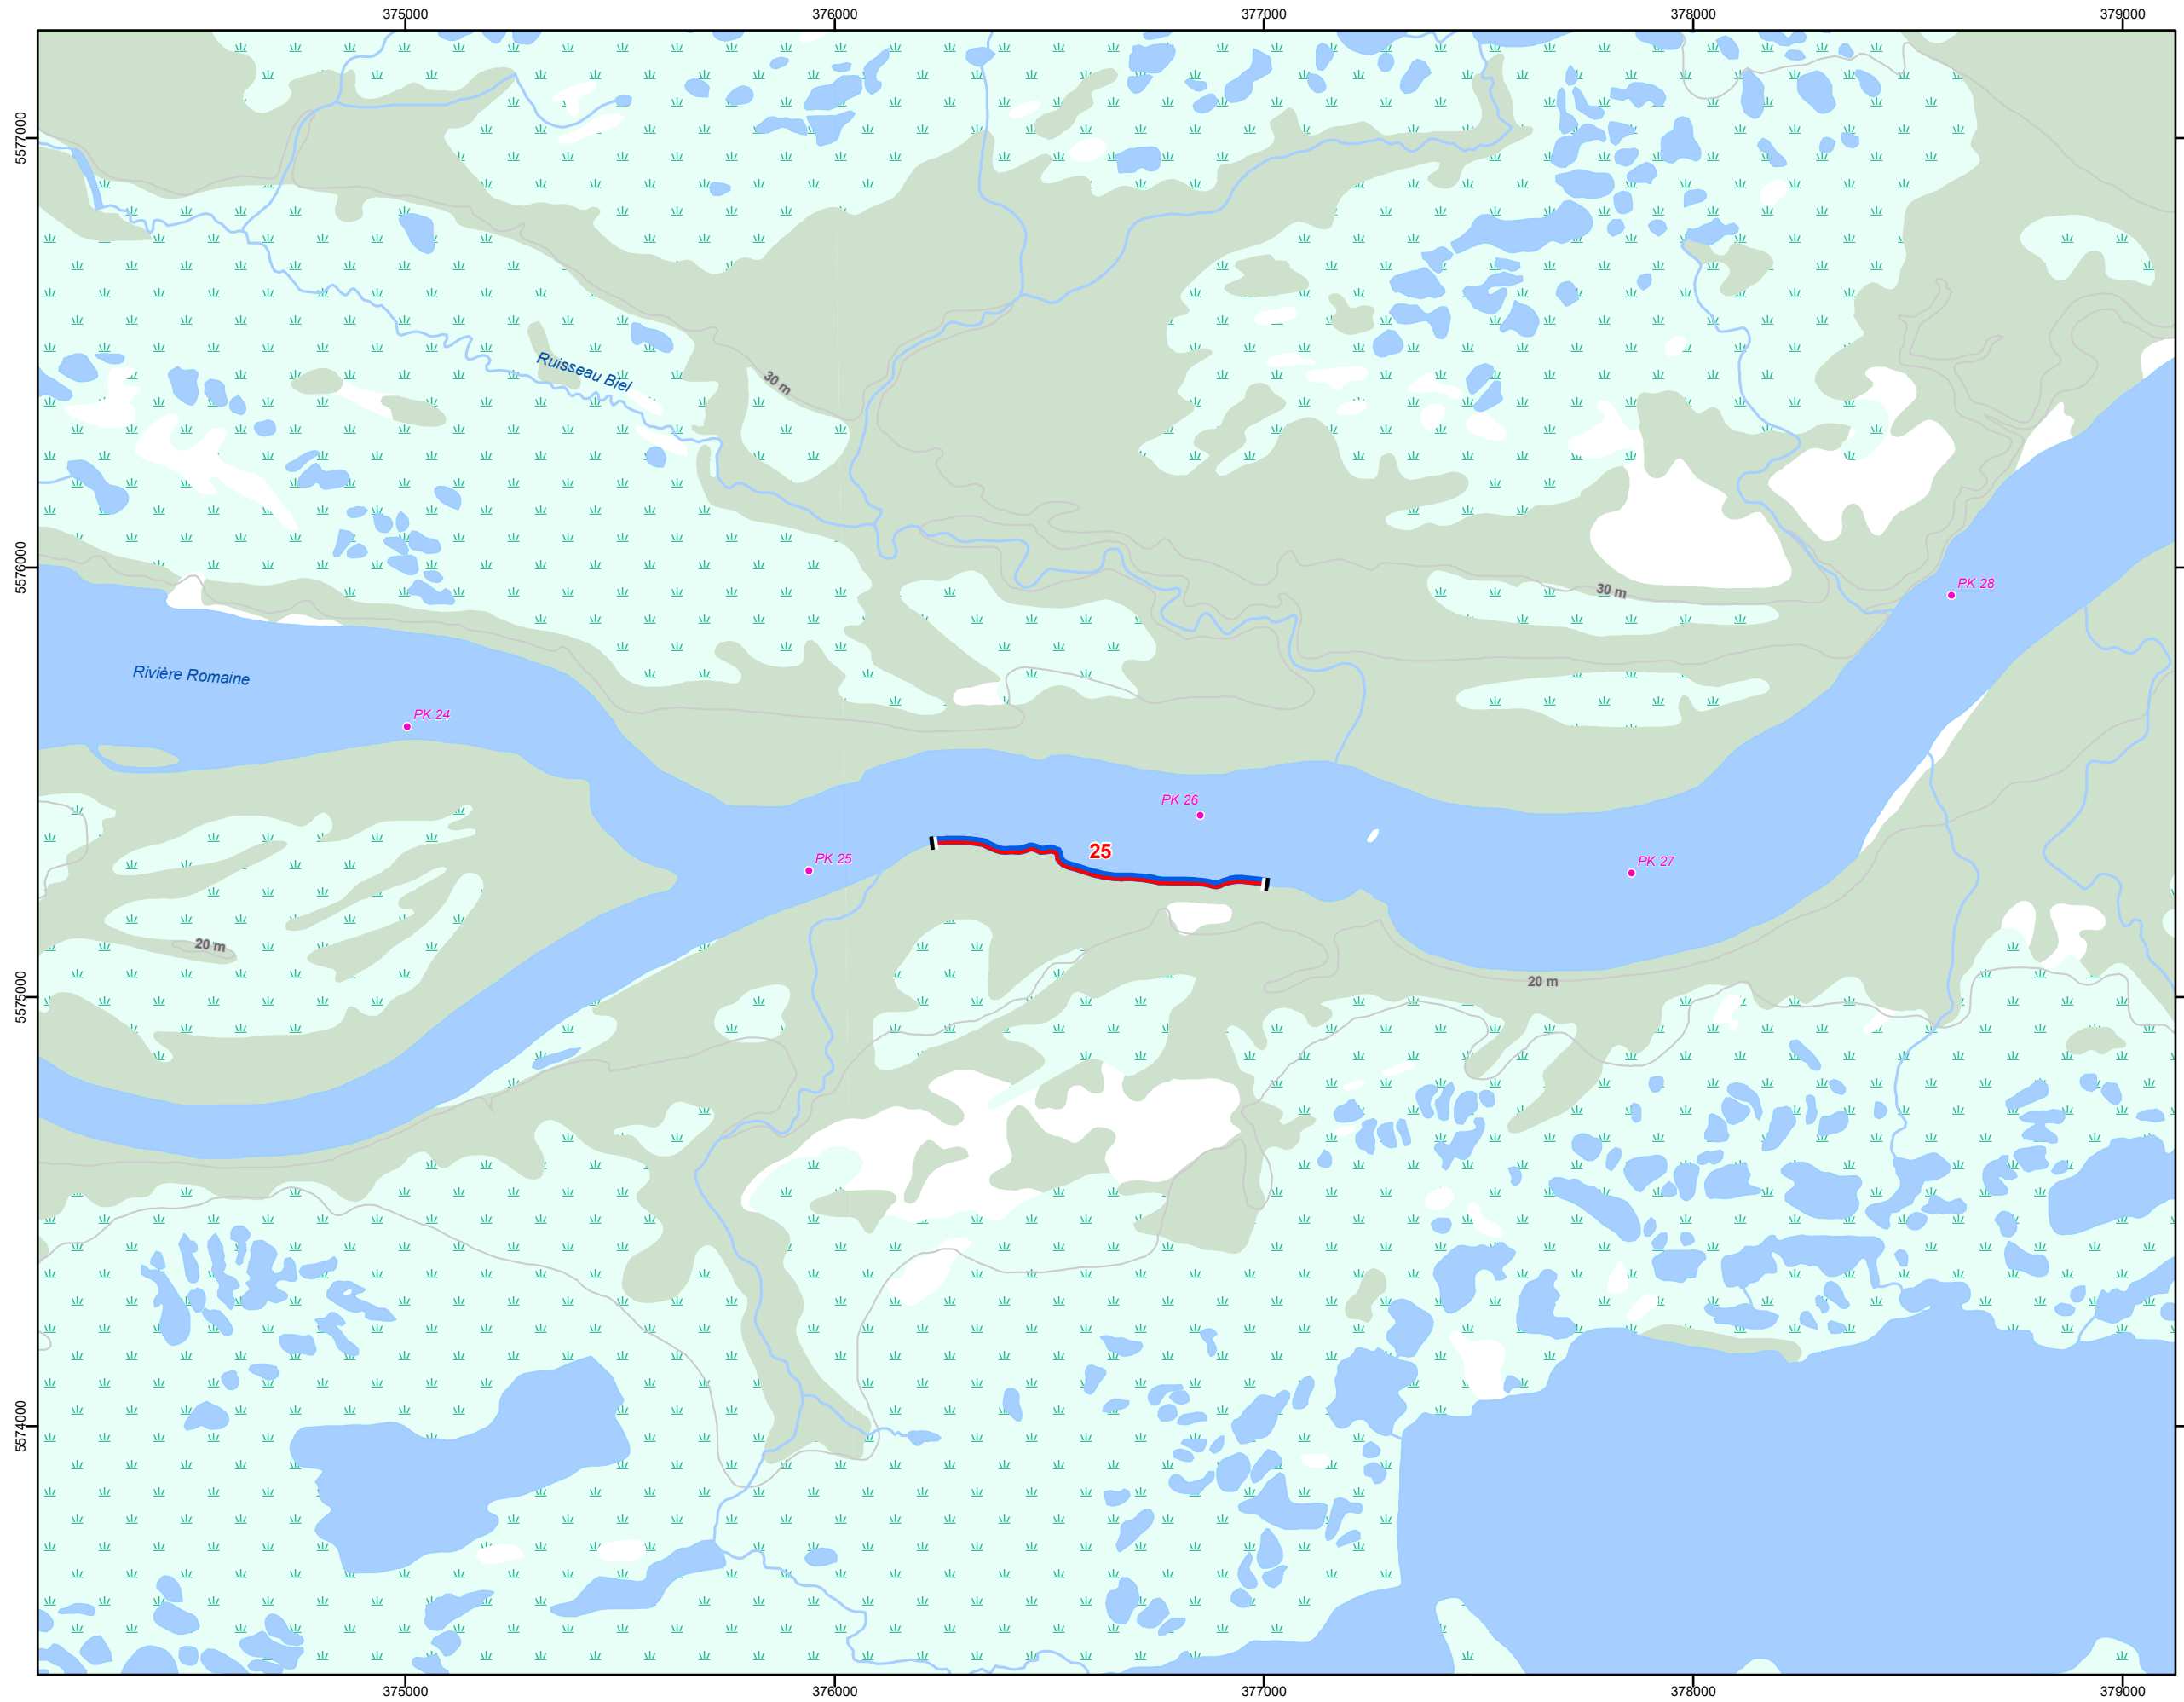 375000
376000
377000
378000
379000
5577000
Ruisseau Biel
30 m
5576000
30 m
PK 28
Rivière Romaine
PK 24
PK 26
25
PK 25
PK 27
20 m
20 m
5575000
5574000
375000
376000
377000
378000
379000